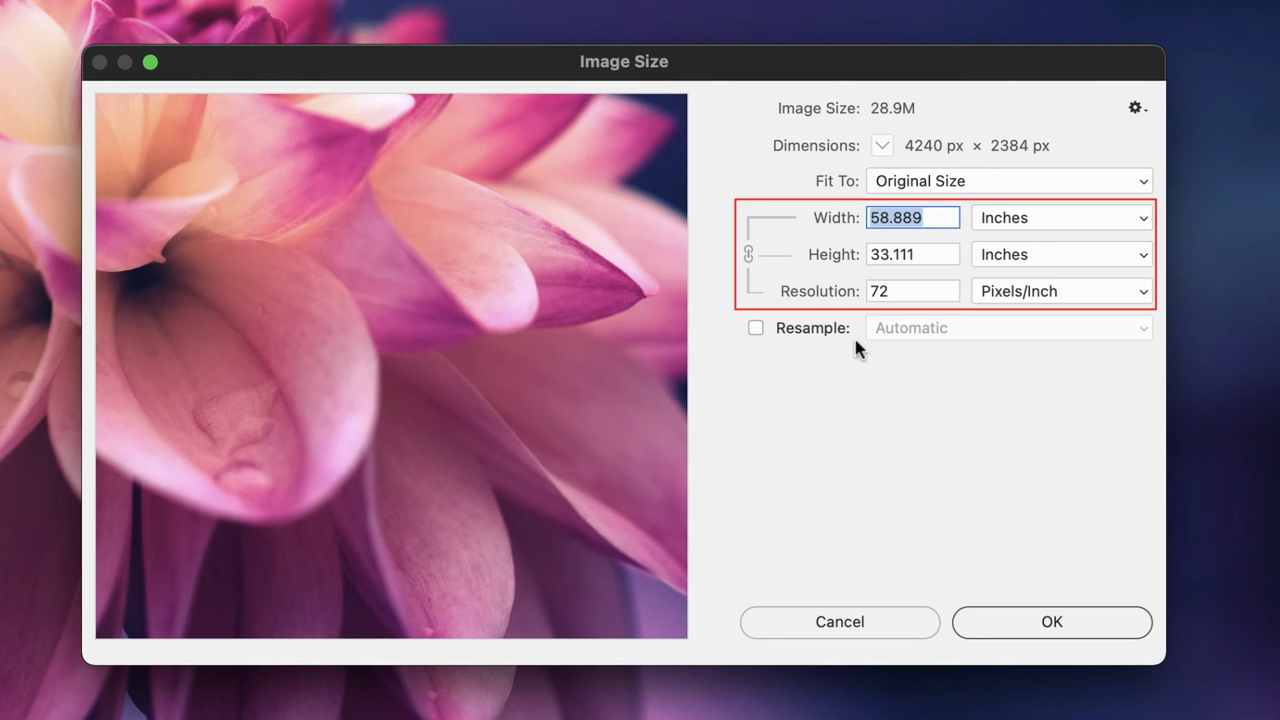 Image Size
Image Size: 28.9M
Dimensions: 4240 px × 2384 px
Fit To: Original Size
Width: 58.889 Inches
Height: 33.111 Inches
Resolution: 72 Pixels/Inch
Resample: Automatic
Cancel OK